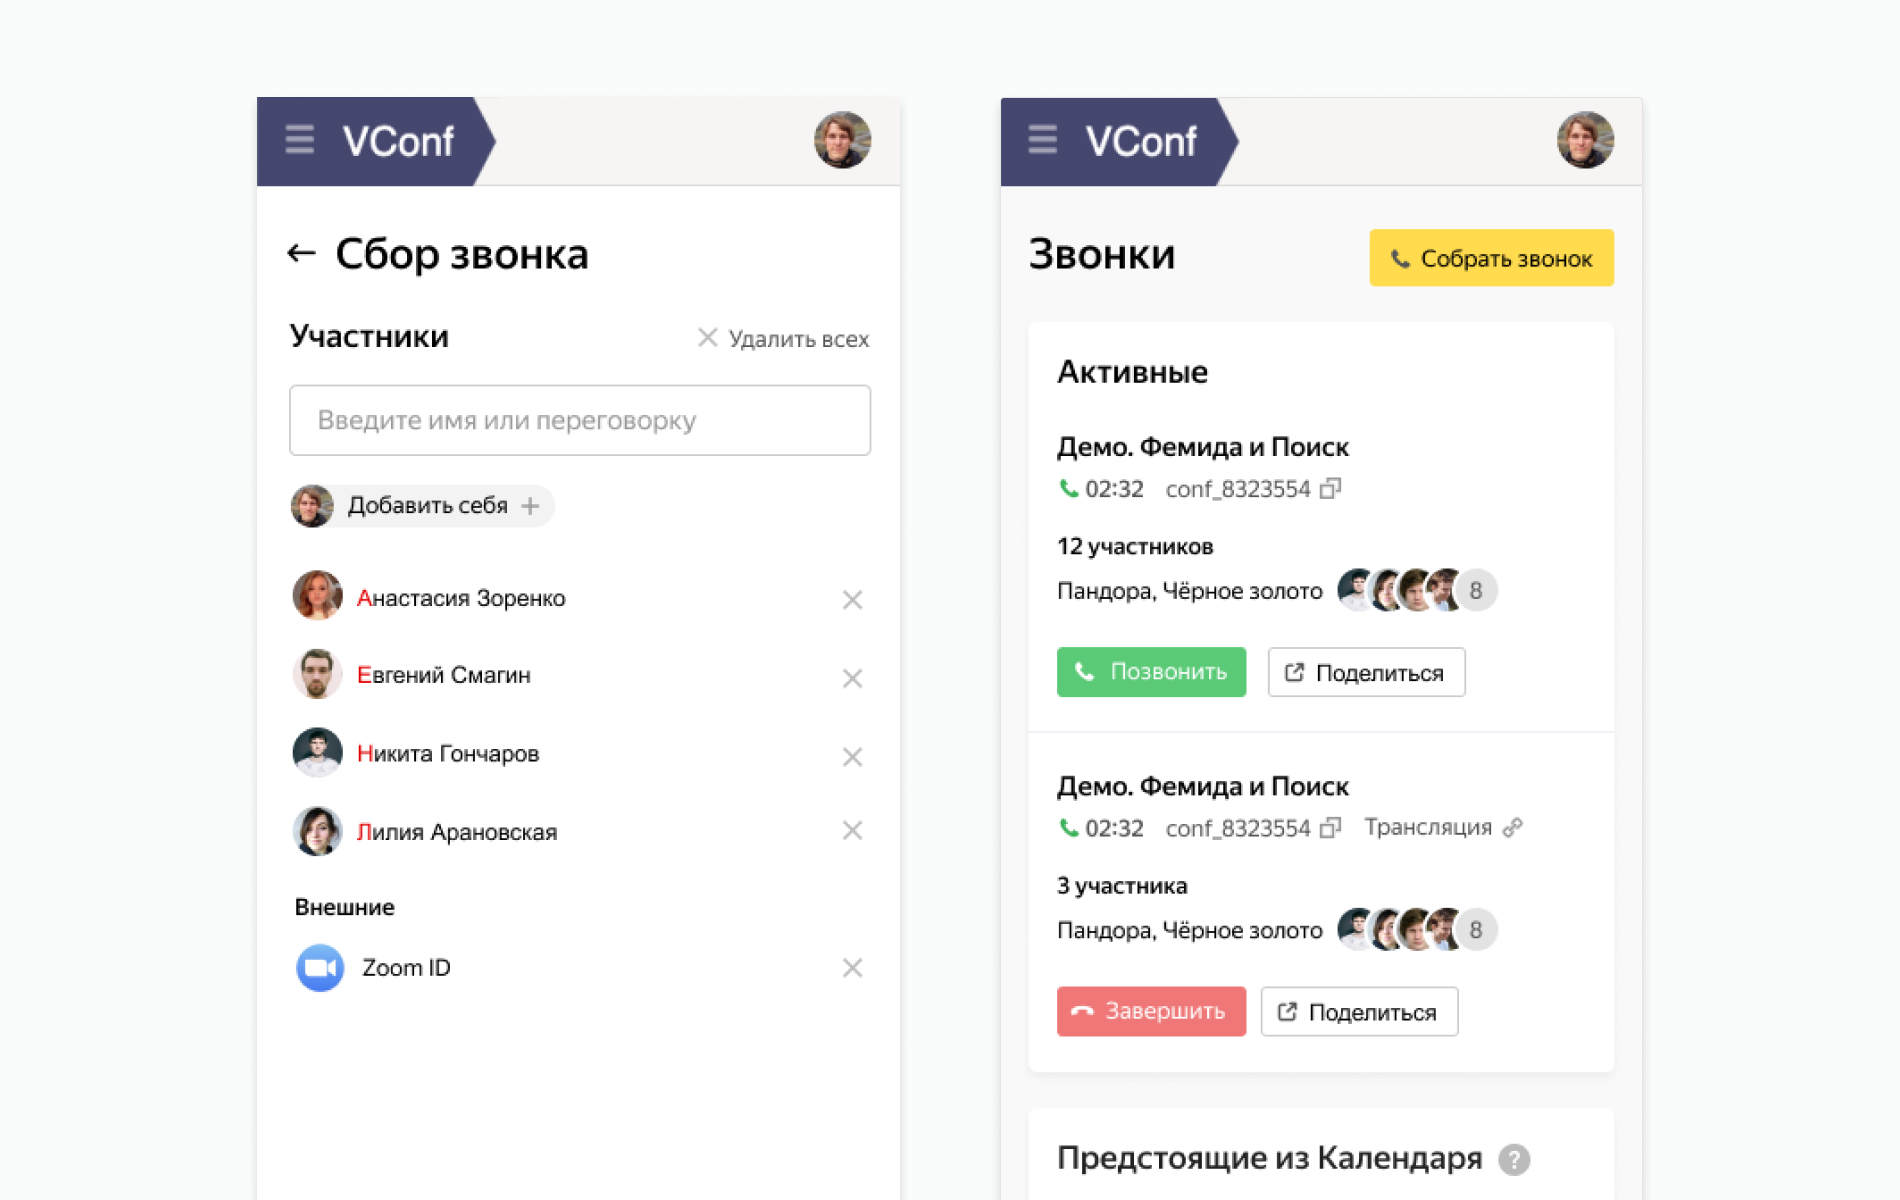 VConf
← Сбор звонка
Участники
Удалить всех
Введите имя или переговорку
Добавить себя +
Анастасия Зоренко
Евгений Смагин
Никита Гончаров
Лилия Арановская
Внешние
Zoom ID
VConf
Звонки
Собрать звонок
Активные
Демо. Фемида и Поиск
02:32 conf_8323554
12 участников
Пандора, Чёрное золото 8
Позвонить
Поделиться
Демо. Фемида и Поиск
02:32 conf_8323554 Трансляция
3 участника
Пандора, Чёрное золото 8
Завершить
Поделиться
Предстоящие из Календаря ?